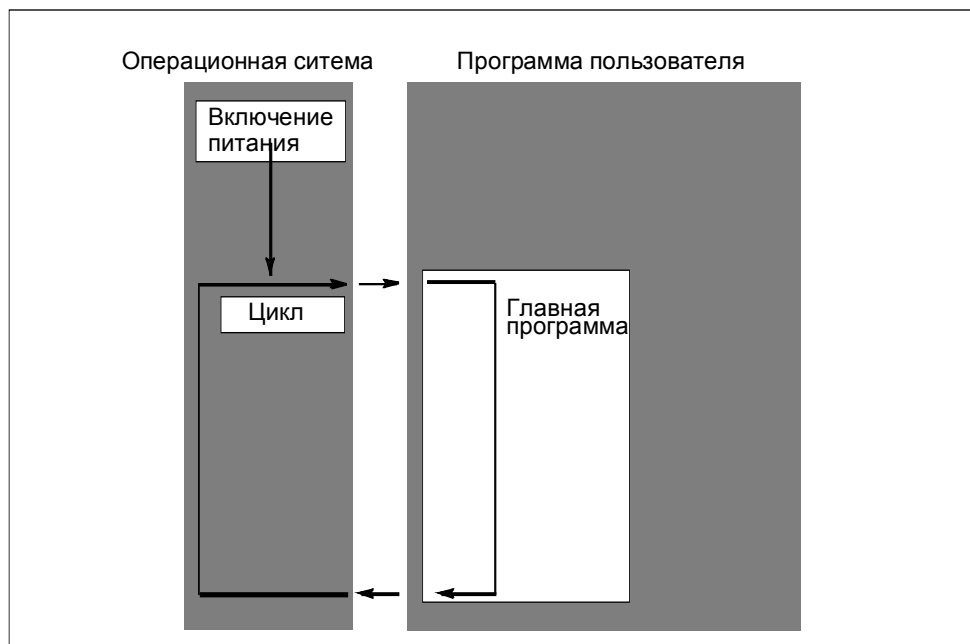 Операционная ситема
Программа пользователя
Включение
питания
Цикл
Главная
программа